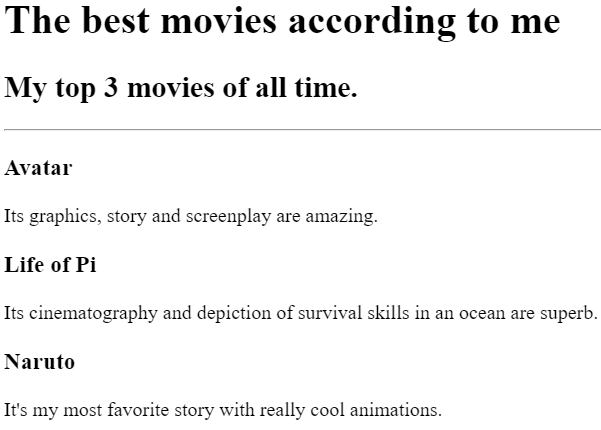 The best movies according to me
My top 3 movies of all time.
Avatar
Its graphics, story and screenplay are amazing.
Life of Pi
Its cinematography and depiction of survival skills in an ocean are superb.
Naruto
It's my most favorite story with really cool animations.